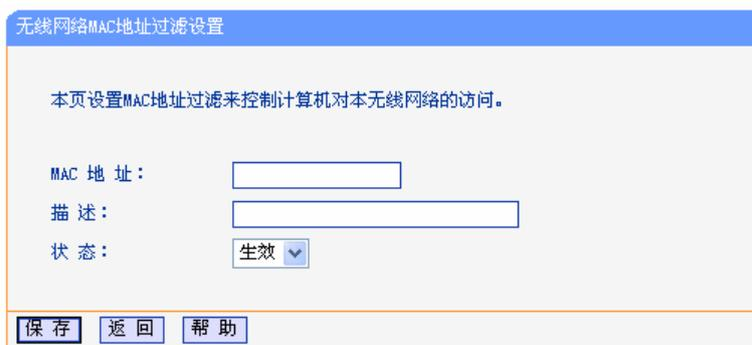 无线网络MAC地址过滤设置
本页设置MAC地址过滤来控制计算机对本无线网络的访问。
MAC 地 址：
描 述：
状 态： 生效
保 存 返 回 帮 助